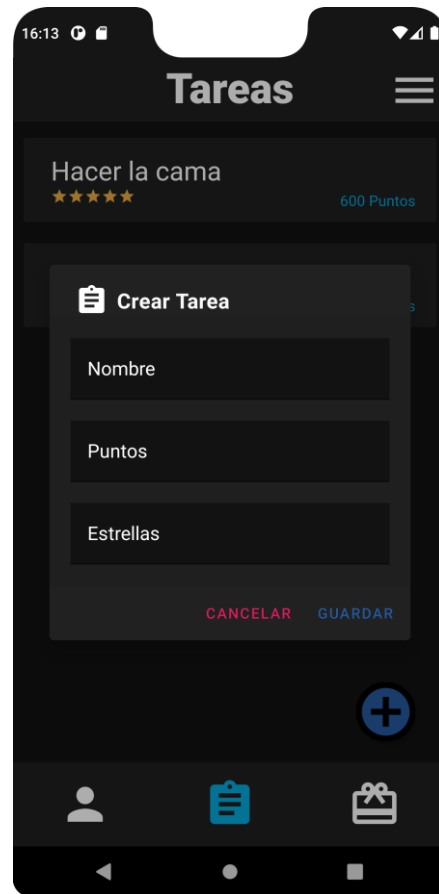 16:13
Tareas
Hacer la cama
600 Puntos
s
Crear Tarea
Nombre
Puntos
Estrellas
CANCELAR GUARDAR